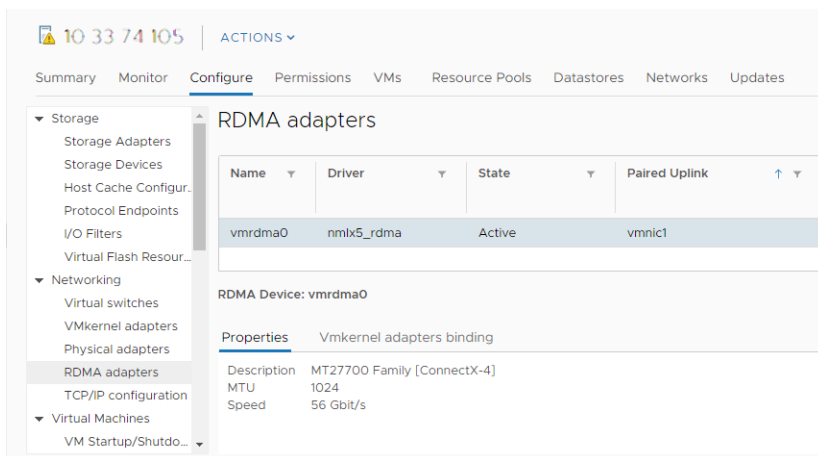 10 33 74 105 ACTIONS
Summary Monitor Configure Permissions VMs Resource Pools Datastores Networks Updates
Storage
Storage Adapters
Storage Devices
Host Cache Configur..
Protocol Endpoints
I/O Filters
Virtual Flash Resour...
Networking
Virtual switches
VMkernel adapters
Physical adapters
RDMA adapters
TCP/IP configuration
Virtual Machines
VM Startup/Shutdo...
RDMA adapters
Name Driver State Paired Uplink
vmrdma0 nmlx5_rdma Active vmnic1
RDMA Device: vmrdma0
Properties Vmkernel adapters binding
Description MT27700 Family [ConnectX-4]
MTU 1024
Speed 56 Gbit/s